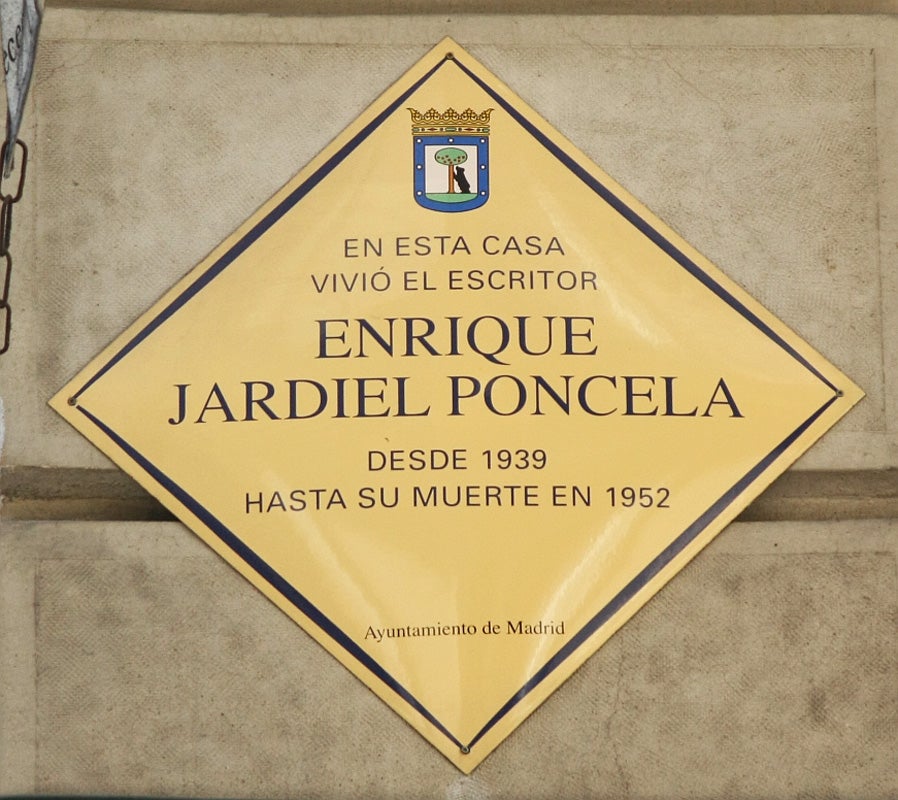 EN ESTA CASA
VIVIÓ EL ESCRITOR
ENRIQUE
JARDIEL PONCELA
DESDE 1939
HASTA SU MUERTE EN 1952
Ayuntamiento de Madrid